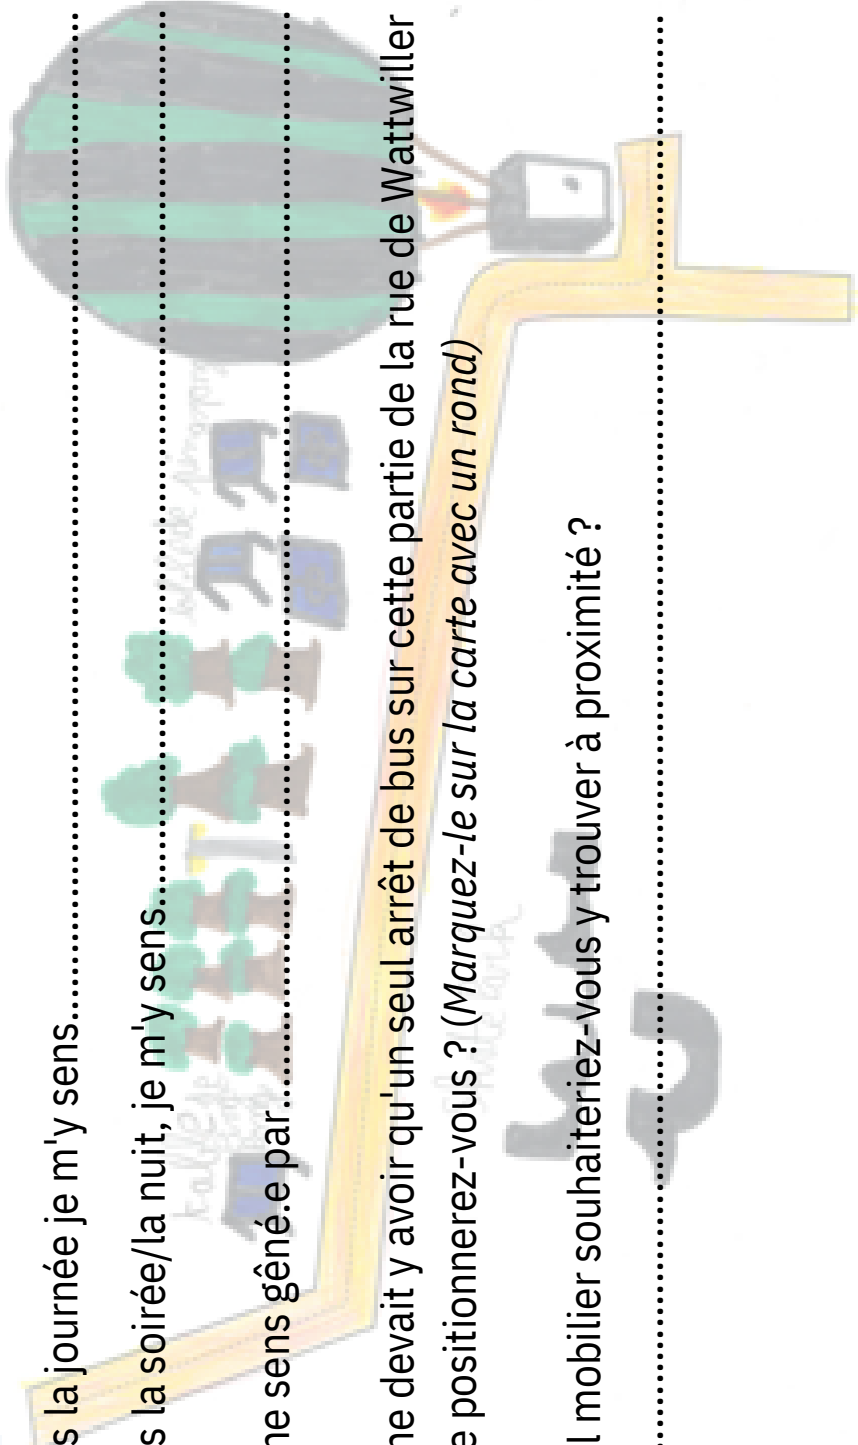 s la journée je m'y sens...............................................................
s la soirée/la nuit, je m'y sens.......................................................
ne sens gêné.e par.....................................................................
ne devait y avoir qu'un seul arrêt de bus sur cette partie de la rue de Wattwiller
e positionnerez-vous ? (Marquez-le sur la carte avec un rond)
l mobilier souhaiteriez-vous y trouver à proximité ?
.......................................................................................